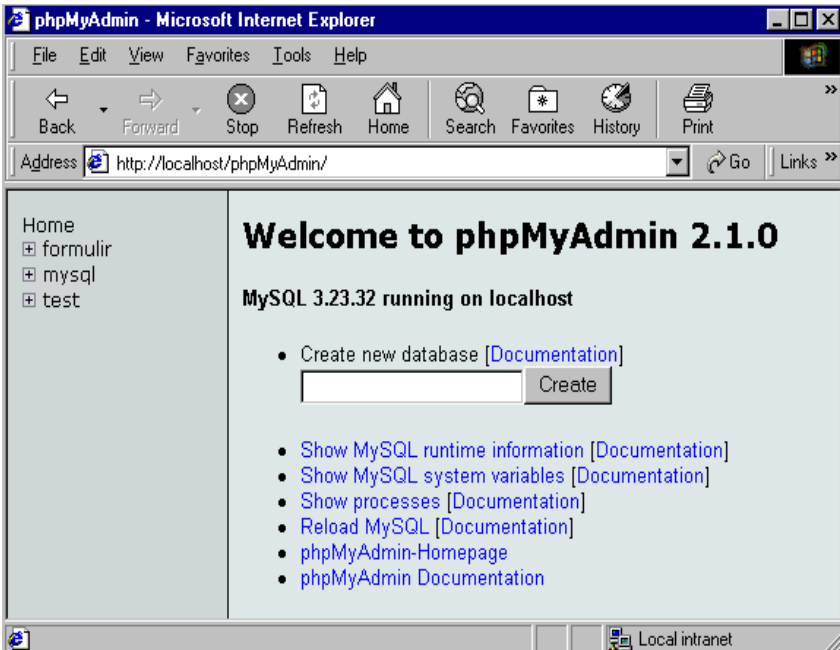 phpMyAdmin - Microsoft Internet Explorer
File Edit View Favorites Tools Help
Back Forward Stop Refresh Home Search Favorites History Print »
Address http://localhost/phpMyAdmin/ Go Links »
Home
formulir
mysql
test
Welcome to phpMyAdmin 2.1.0
MySQL 3.23.32 running on localhost
• Create new database [Documentation]
Create
• Show MySQL runtime information [Documentation]
• Show MySQL system variables [Documentation]
• Show processes [Documentation]
• Reload MySQL [Documentation]
• phpMyAdmin-Homepage
• phpMyAdmin Documentation
Local intranet